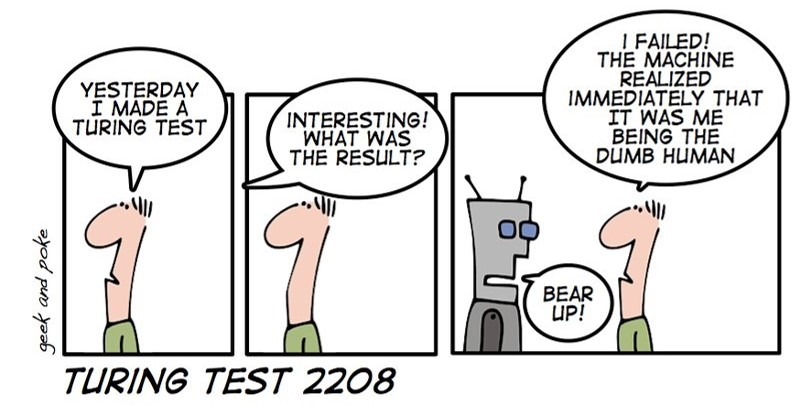 YESTERDAY
I MADE A
TURING TEST
INTERESTING!
WHAT WAS
THE RESULT?
I FAILED!
THE MACHINE
REALIZED
IMMEDIATELY THAT
IT WAS ME
BEING THE
DUMB HUMAN
BEAR
UP!
geek and poke
TURING TEST 2208